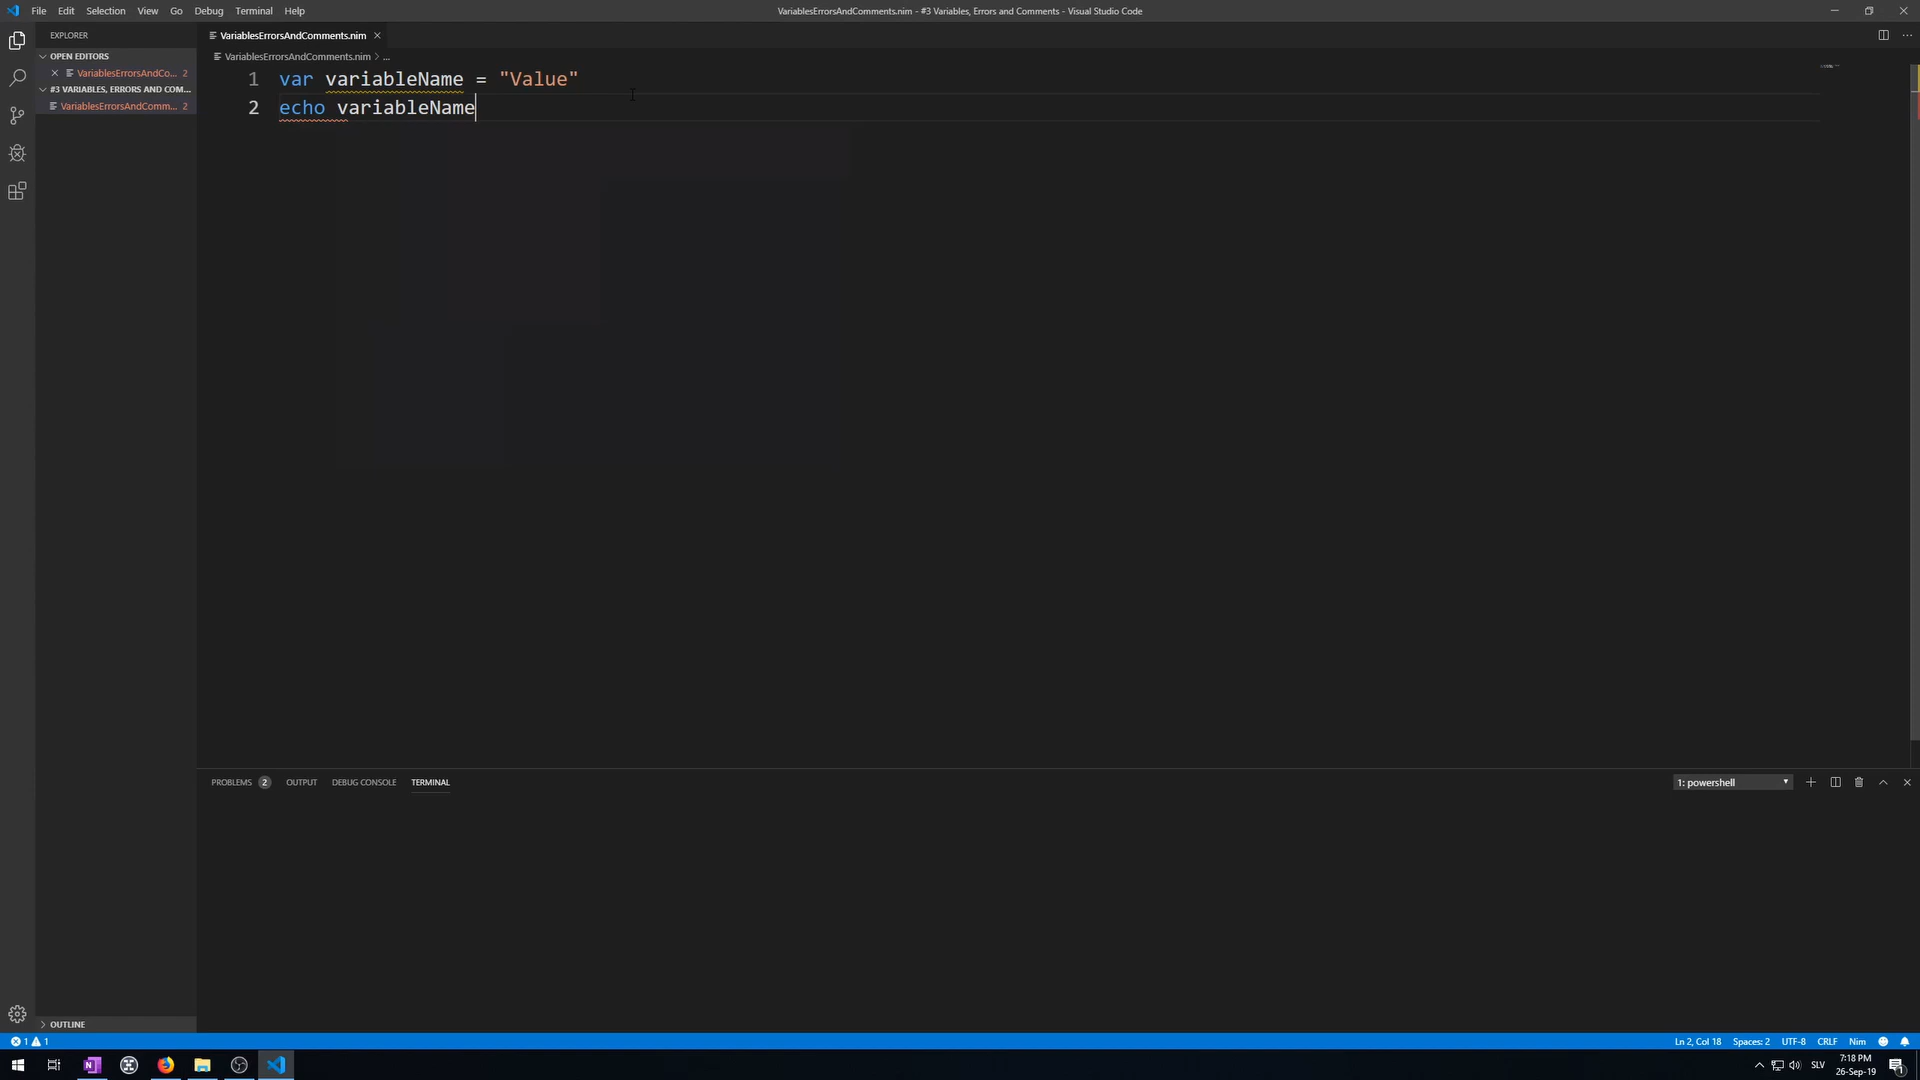 File Edit Selection View Go Debug Terminal Help
VariablesErrorsAndComments.nim - #3 Variables, Errors and Comments - Visual Studio Code
EXPLORER
OPEN EDITORS
VariablesErrorsAndCo... 2
#3 VARIABLES, ERRORS AND COM...
VariablesErrorsAndComm... 2
VariablesErrorsAndComments.nim
VariablesErrorsAndComments.nim > ...
1 var variableName = "Value"
2 echo variableName
PROBLEMS 2 OUTPUT DEBUG CONSOLE TERMINAL
1: powershell
OUTLINE
1 1
Ln 2, Col 18 Spaces: 2 UTF-8 CRLF Nim
SLV
7:18 PM
26-Sep-19
1